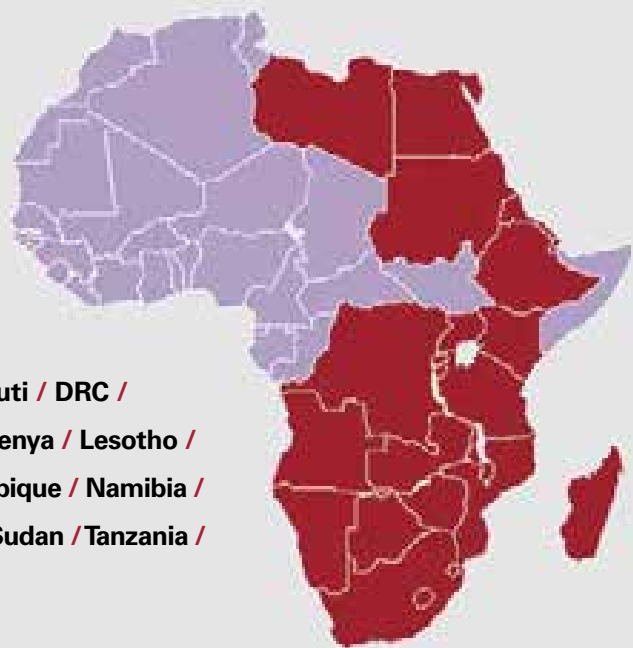 uti / DRC /
enya / Lesotho /
bique / Namibia /
Sudan / Tanzania /